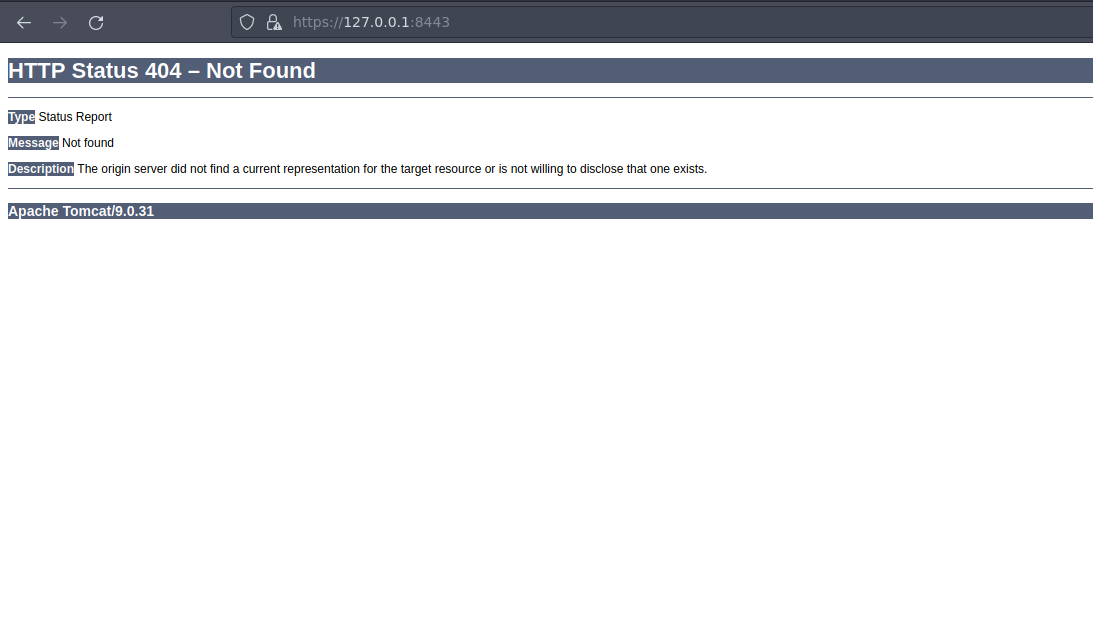 https://127.0.0.1:8443
HTTP Status 404 – Not Found
Type Status Report
Message Not found
Description The origin server did not find a current representation for the target resource or is not willing to disclose that one exists.
Apache Tomcat/9.0.31